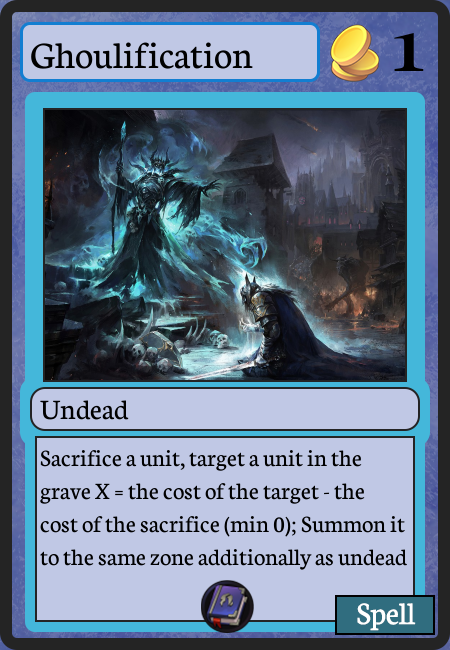 Ghoulification
1
Undead
Sacrifice a unit, target a unit in the
grave X = the cost of the target - the
cost of the sacrifice (min 0); Summon it
to the same zone additionally as undead
Spell